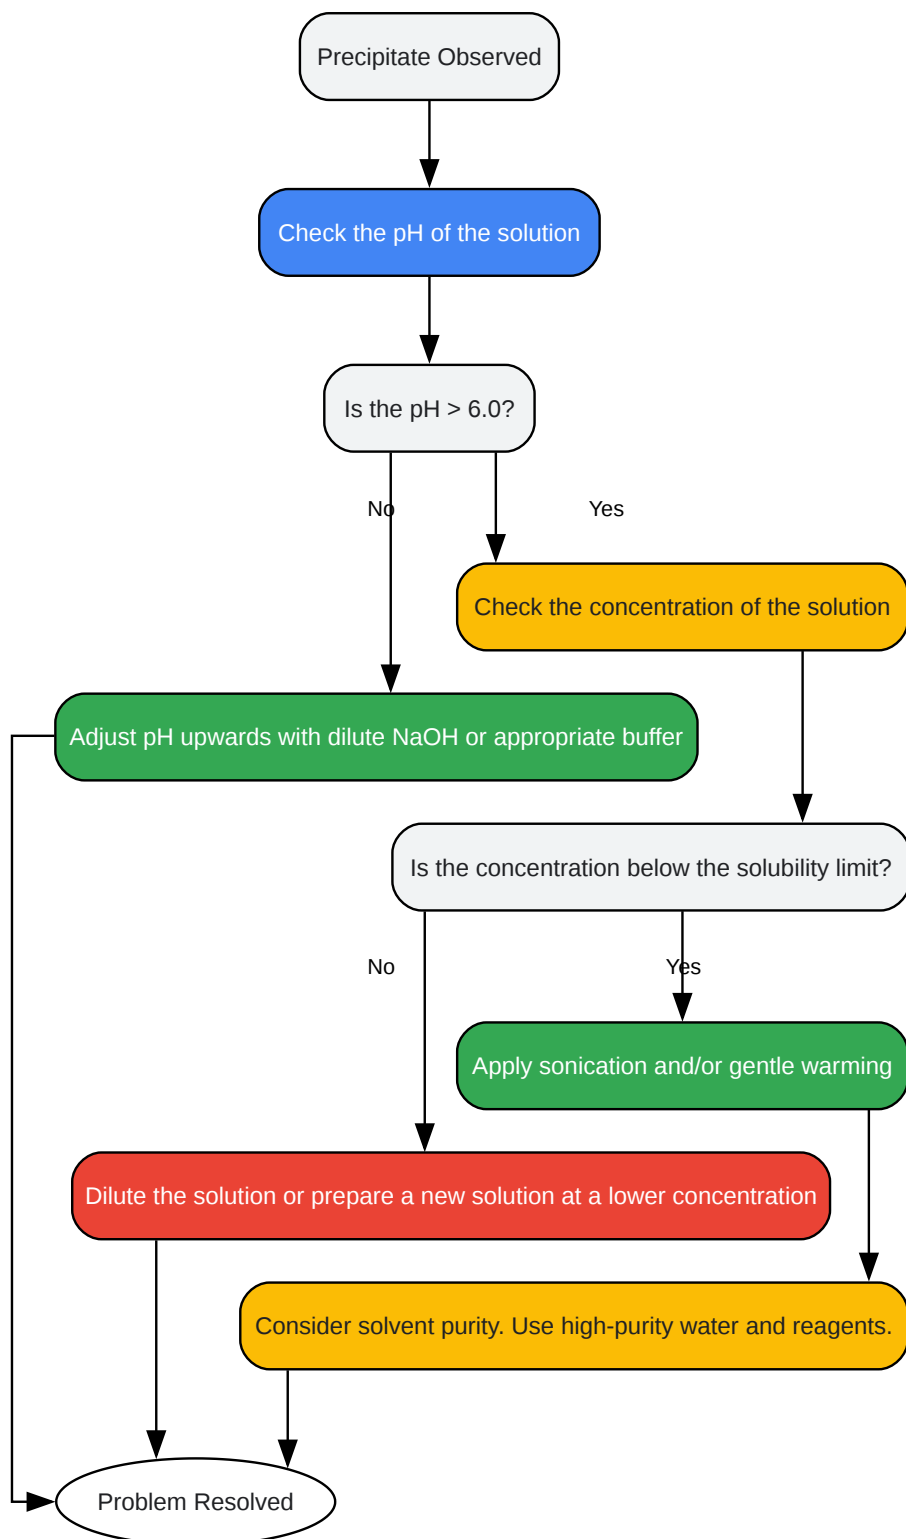 Precipitate Observed
Check the pH of the solution
Is the pH > 6.0?
No
Yes
Check the concentration of the solution
Adjust pH upwards with dilute NaOH or appropriate buffer
Is the concentration below the solubility limit?
No
Yes
Apply sonication and/or gentle warming
Dilute the solution or prepare a new solution at a lower concentration
Consider solvent purity. Use high-purity water and reagents.
Problem Resolved